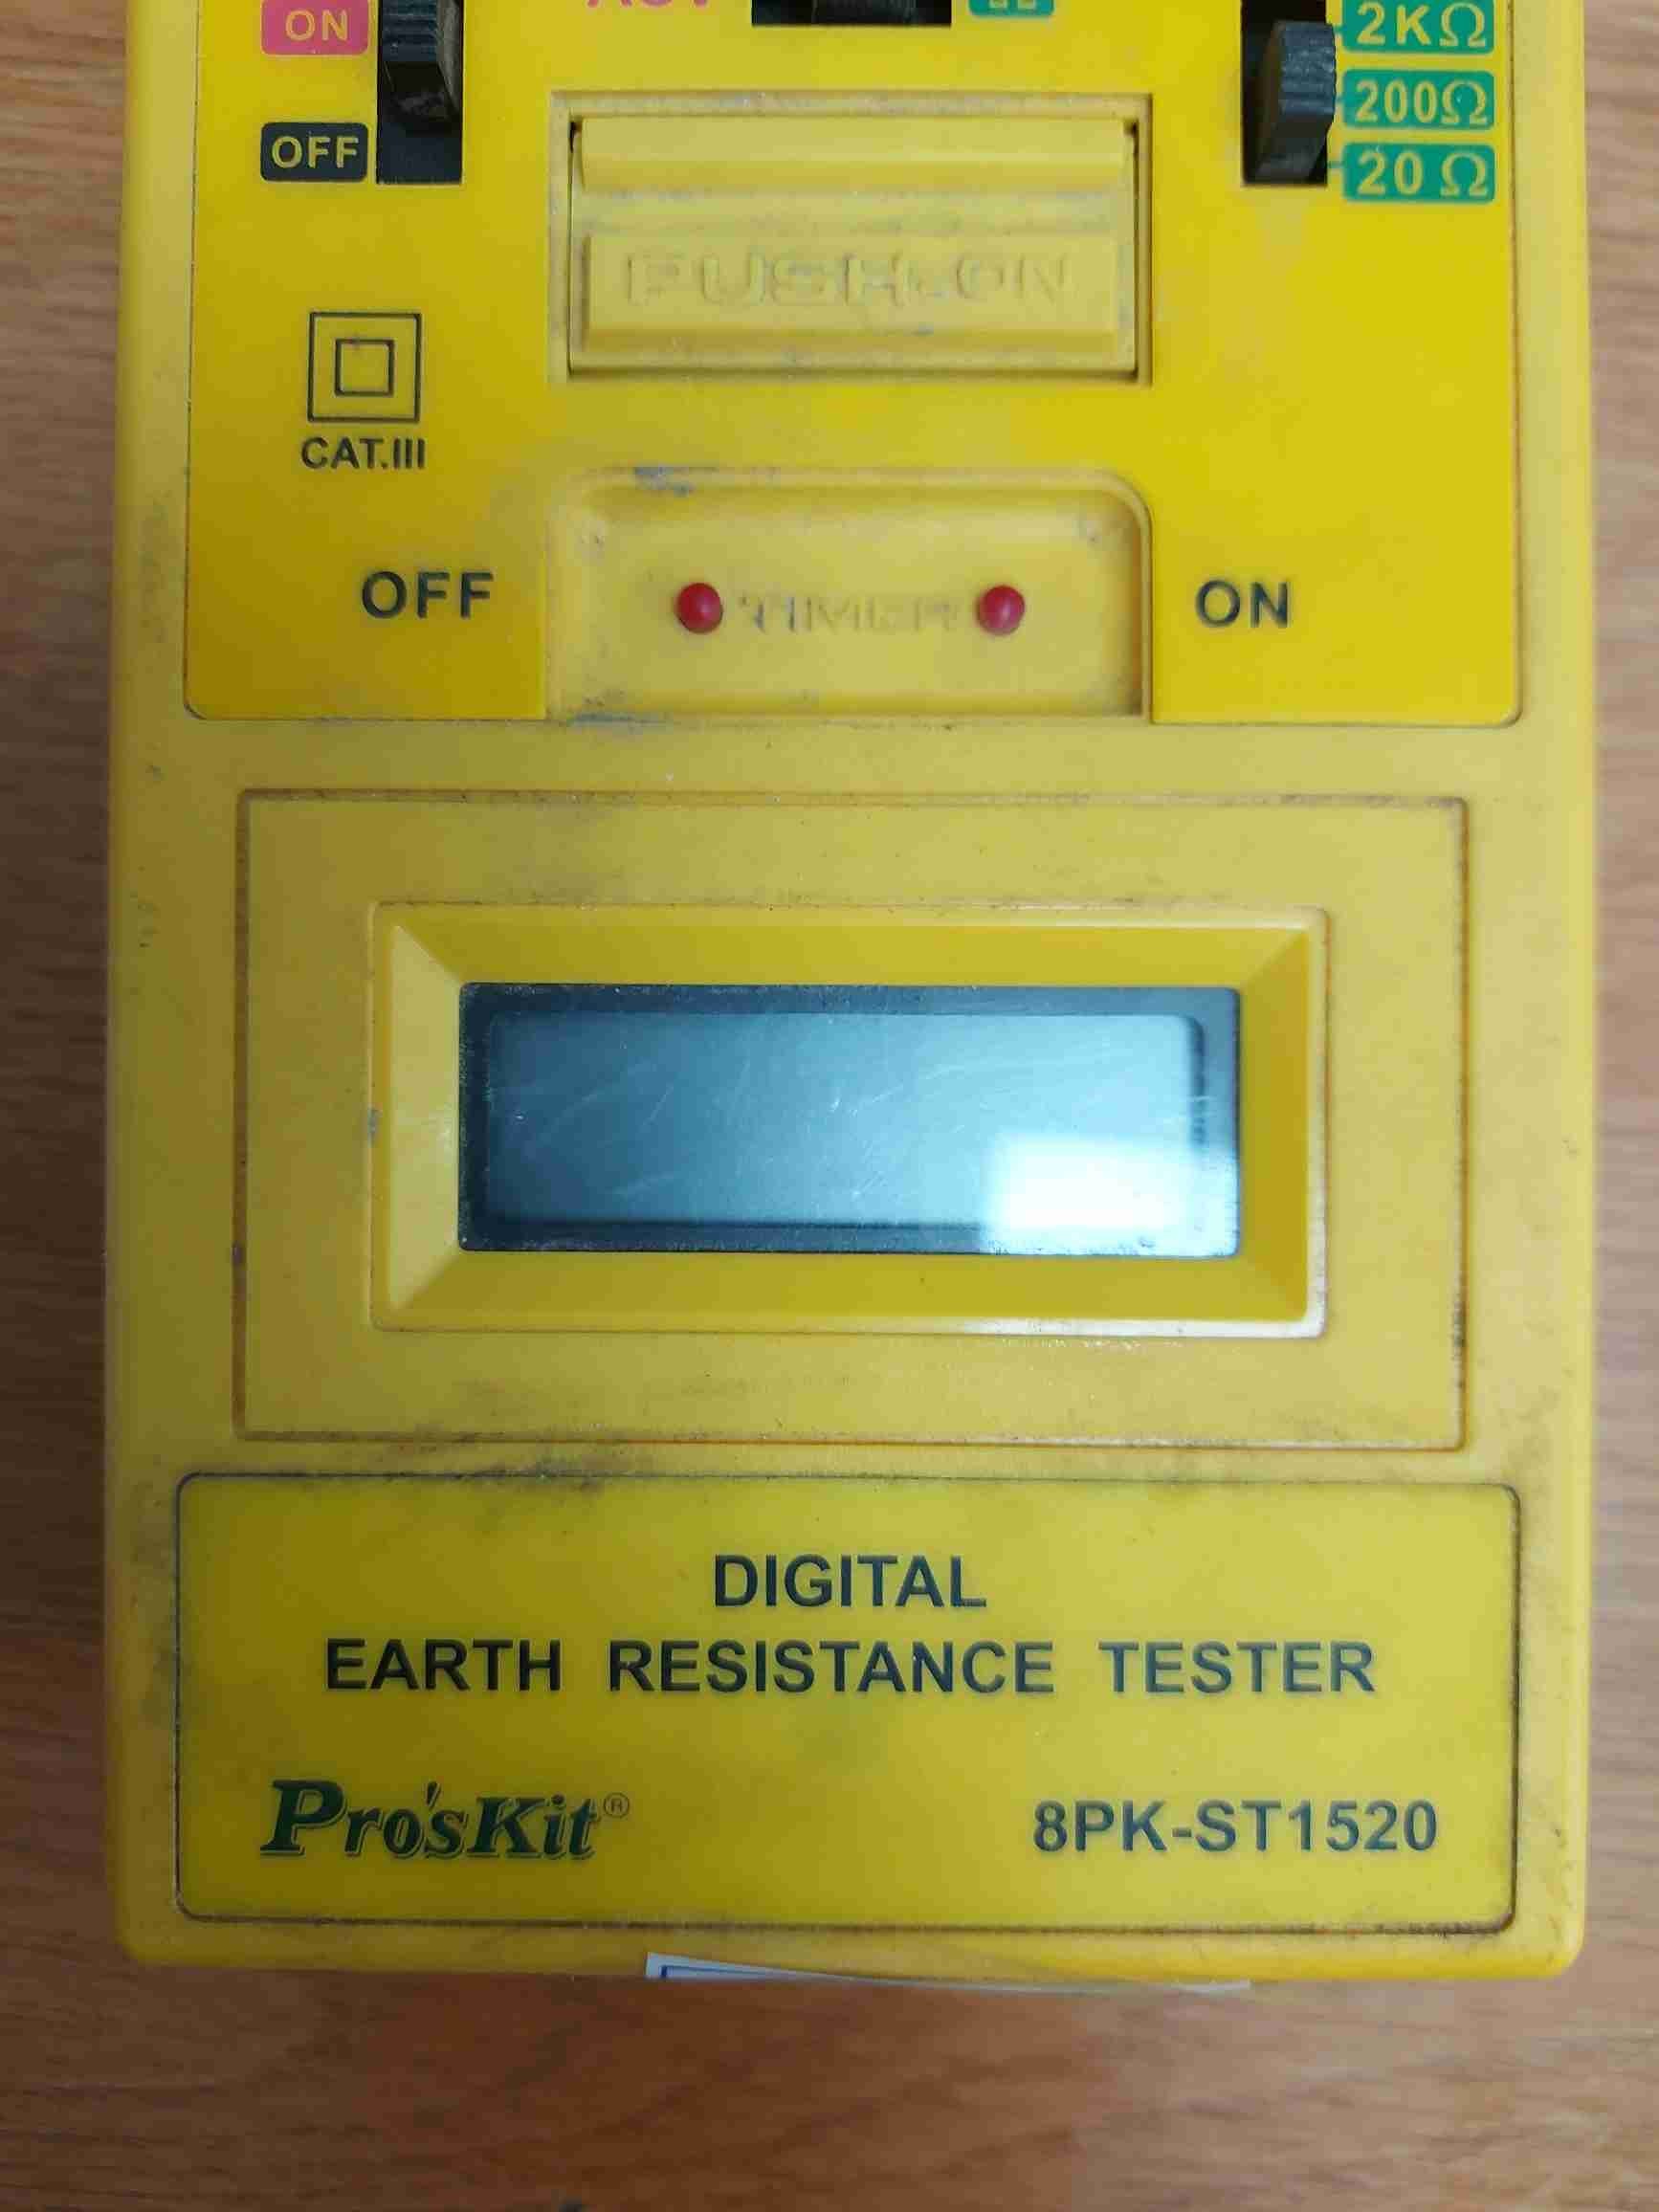 ON
2KΩ
200Ω
OFF
20 Ω
PUSH-ON
CAT.III
OFF
TIMER
ON
DIGITAL
EARTH RESISTANCE TESTER
Pro'sKit®
8PK-ST1520